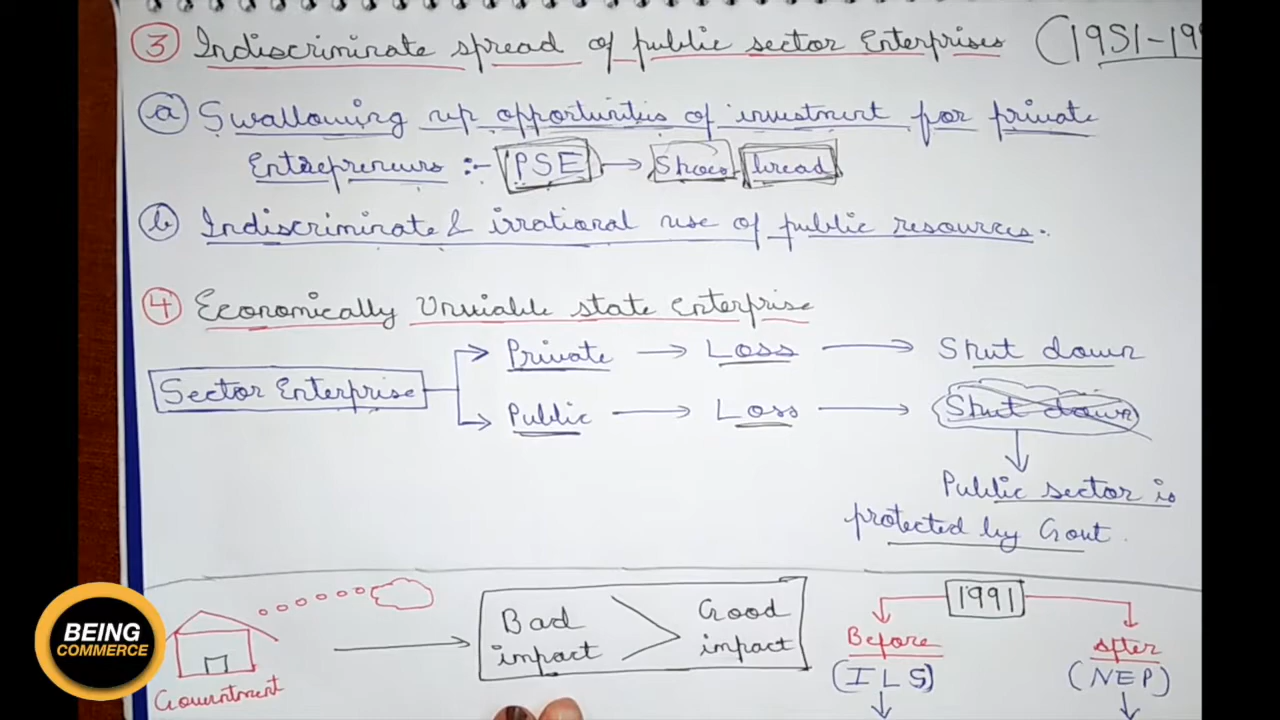 ③ Indiscriminate spread of public sector Enterprises (1951-19
ⓐ Swallowing up opportunities of investment for private
Entrepreneurs :- PSE → Shoes bread
ⓑ Indiscriminate & irrational use of public resources.
④ Economically Unviable state Enterprise
Sector Enterprise
Private → Loss → Shut down
Public → Loss → Shut down
Public sector is
protected by Gout.
Government
Bad impact > Good impact
1991
Before
(ILS)
After
(NEP)
BEING
COMMERCE